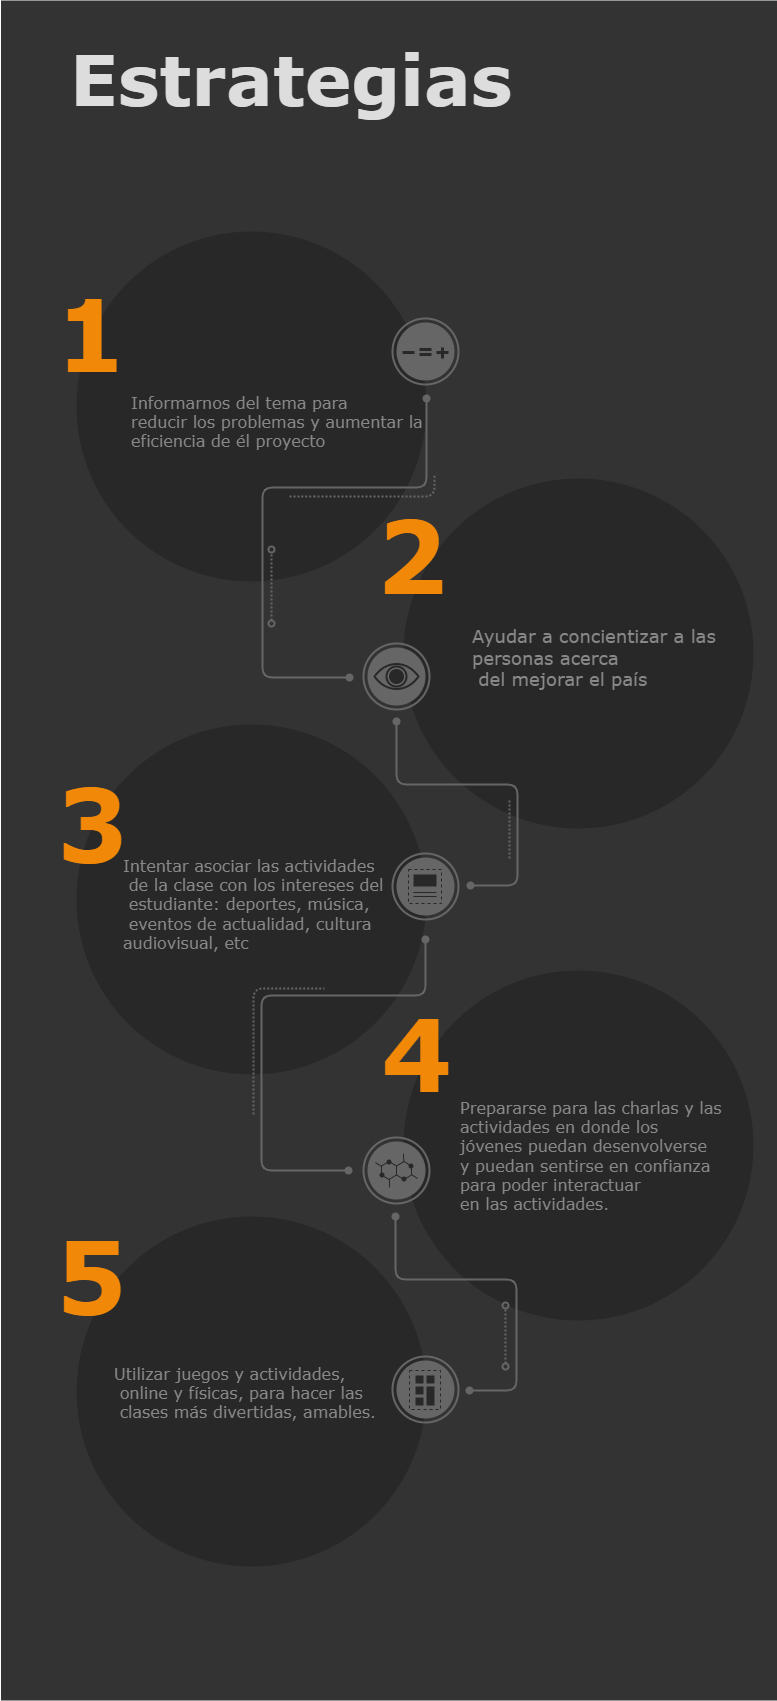 Estrategias
1
Informarnos del tema para
reducir los problemas y aumentar la
eficiencia de él proyecto
2
Ayudar a concientizar a las
personas acerca
del mejorar el país
3
Intentar asociar las actividades
de la clase con los intereses del
estudiante: deportes, música,
eventos de actualidad, cultura
audiovisual, etc
4
Prepararse para las charlas y las
actividades en donde los
jóvenes puedan desenvolverse
y puedan sentirse en confianza
para poder interactuar
en las actividades.
5
Utilizar juegos y actividades,
online y físicas, para hacer las
clases más divertidas, amables.